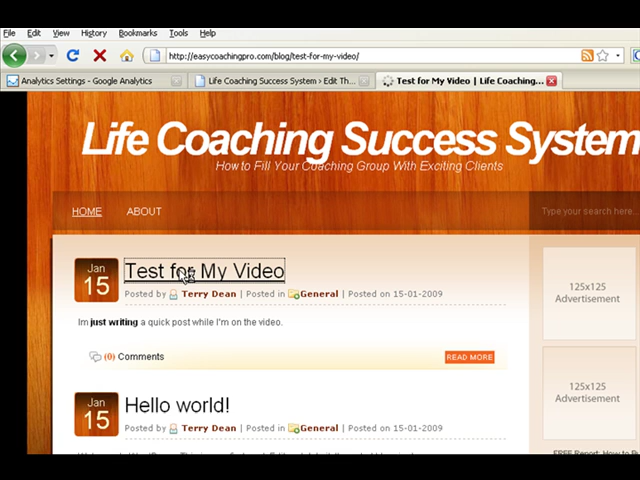 File Edit View History Bookmarks Tools Help
http://easycoachingpro.com/blog/test-for-my-video/
Analytics Settings - Google Analytics
Life Coaching Success System › Edit Th...
Test for My Video | Life Coaching...
Life Coaching Success System
How to Fill Your Coaching Group With Exciting Clients
HOME ABOUT
Type your search here...
Jan
15
Test for My Video
Posted by Terry Dean | Posted in General | Posted on 15-01-2009
Im just writing a quick post while I'm on the video.
(0) Comments
READ MORE
125x125
Advertisement
125x125
Advertisement
Jan
15
Hello world!
Posted by Terry Dean | Posted in General | Posted on 15-01-2009
FREE Report: How to